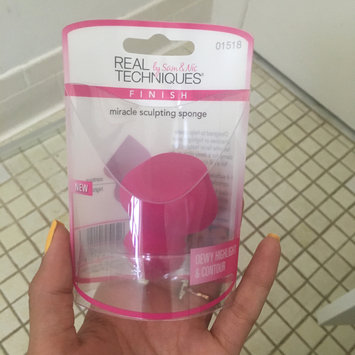 01518
REAL by Sam & Nic
TECHNIQUES®
FINISH
miracle sculpting sponge
NEW
DEWY HIGHLIGHT
& CONTOUR